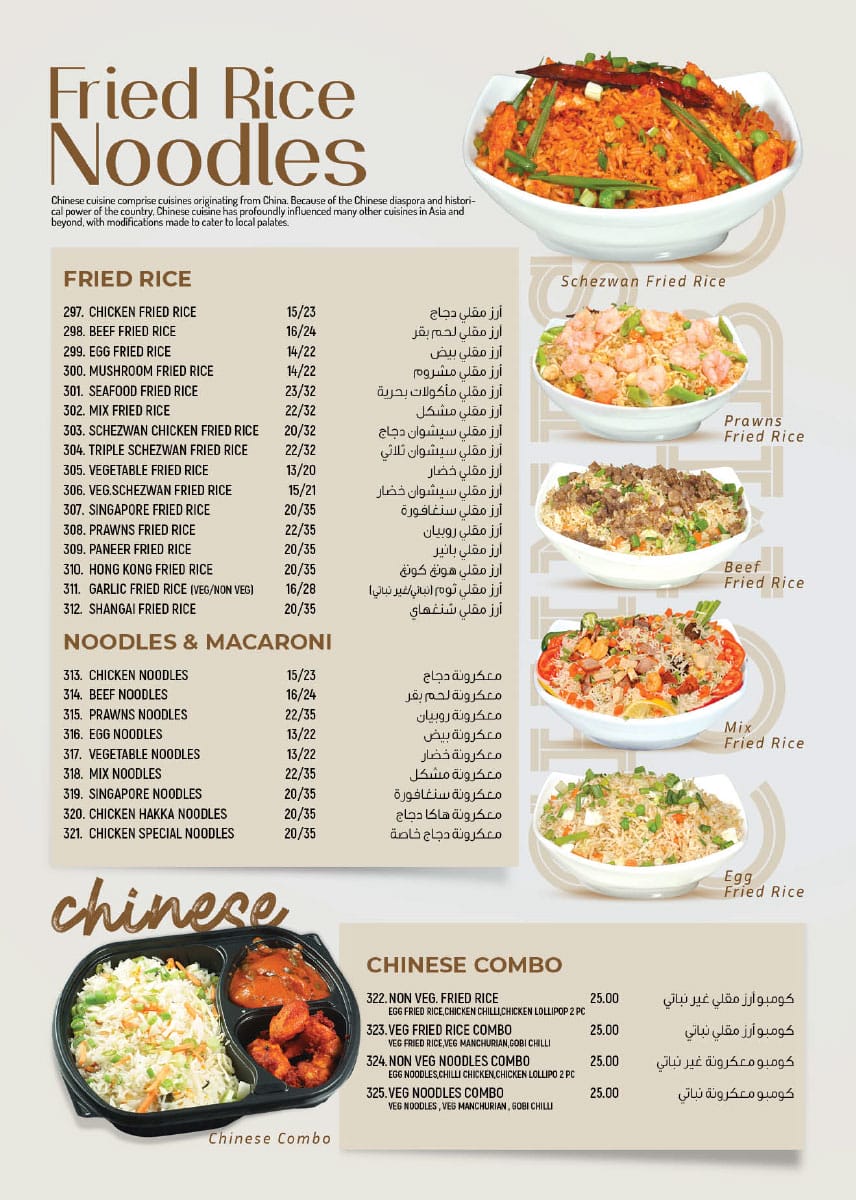 Fried Rice
Noodles
Chinese cuisine comprise cuisines originating from China. Because of the Chinese diaspora and histori-
cal power of the country, Chinese cuisine has profoundly influenced many other cuisines in Asia and
beyond, with modifications made to cater to local palates.
Schezwan Fried Rice
FRIED RICE
297. CHICKEN FRIED RICE 15/23 أرز مقلي دجاج
298. BEEF FRIED RICE 16/24 أرز مقلي لحم بقر
299. EGG FRIED RICE 14/22 أرز مقلي بيض
300. MUSHROOM FRIED RICE 14/22 أرز مقلي مشروم
301. SEAFOOD FRIED RICE 23/32 أرز مقلي مأكولات بحرية
302. MIX FRIED RICE 22/32 أرز مقلي مشكل
303. SCHEZWAN CHICKEN FRIED RICE 20/32 أرز مقلي سيشوان دجاج
304. TRIPLE SCHEZWAN FRIED RICE 22/32 أرز مقلي سيشوان ثلاثي
305. VEGETABLE FRIED RICE 13/20 أرز مقلي خضار
306. VEG.SCHEZWAN FRIED RICE 15/21 أرز مقلي سيشوان خضار
307. SINGAPORE FRIED RICE 20/35 أرز مقلي سنغافورة
308. PRAWNS FRIED RICE 22/35 أرز مقلي روبيان
309. PANEER FRIED RICE 20/35 أرز مقلي بانير
310. HONG KONG FRIED RICE 20/35 أرز مقلي هونق كونق
311. GARLIC FRIED RICE (VEG/NON VEG) 16/28 أرز مقلي ثوم (نباتي/غير نباتي)
312. SHANGAI FRIED RICE 20/35 أرز مقلي شنغهاي
NOODLES & MACARONI
313. CHICKEN NOODLES 15/23 معكرونة دجاج
314. BEEF NOODLES 16/24 معكرونة لحم بقر
315. PRAWNS NOODLES 22/35 معكرونة روبيان
316. EGG NOODLES 13/22 معكرونة بيض
317. VEGETABLE NOODLES 13/22 معكرونة خضار
318. MIX NOODLES 22/35 معكرونة مشكل
319. SINGAPORE NOODLES 20/35 معكرونة سنغافورة
320. CHICKEN HAKKA NOODLES 20/35 معكرونة هاكا دجاج
321. CHICKEN SPECIAL NOODLES 20/35 معكرونة دجاج خاصة
Prawns
Fried Rice
Beef
Fried Rice
Mix
Fried Rice
Egg
Fried Rice
CHINESE
COMBO
chinese
Chinese Combo
CHINESE COMBO
322.NON VEG. FRIED RICE 25.00 كومبو أرز مقلي غير نباتي
EGG FRIED RICE,CHICKEN CHILLI,CHICKEN LOLLIPOP 2 PC
323.VEG FRIED RICE COMBO 25.00 كومبو أرز مقلي نباتي
VEG FRIED RICE,VEG MANCHURIAN,GOBI CHILLI
324.NON VEG NOODLES COMBO 25.00 كومبو معكرونة غير نباتي
EGG NOODLES,CHILLI CHICKEN,CHICKEN LOLLIPO 2 PC
325.VEG NOODLES COMBO 25.00 كومبو معكرونة نباتي
VEG NOODLES , VEG MANCHURIAN , GOBI CHILLI